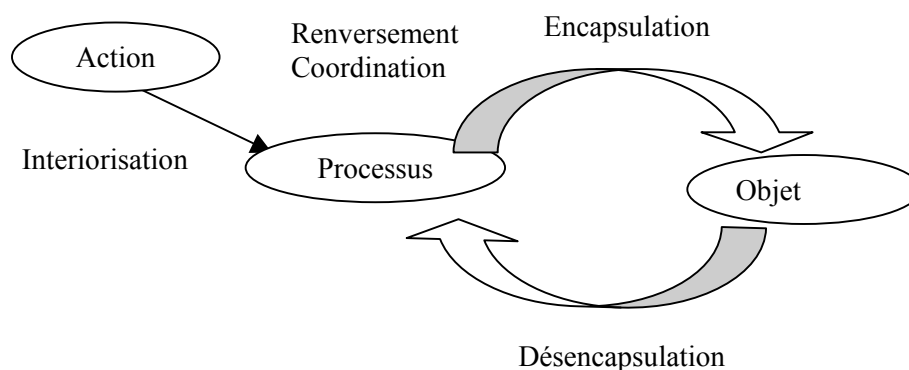 Encapsulation
Renversement
Coordination
Action
Interiorisation
Processus
Objet
Désencapsulation